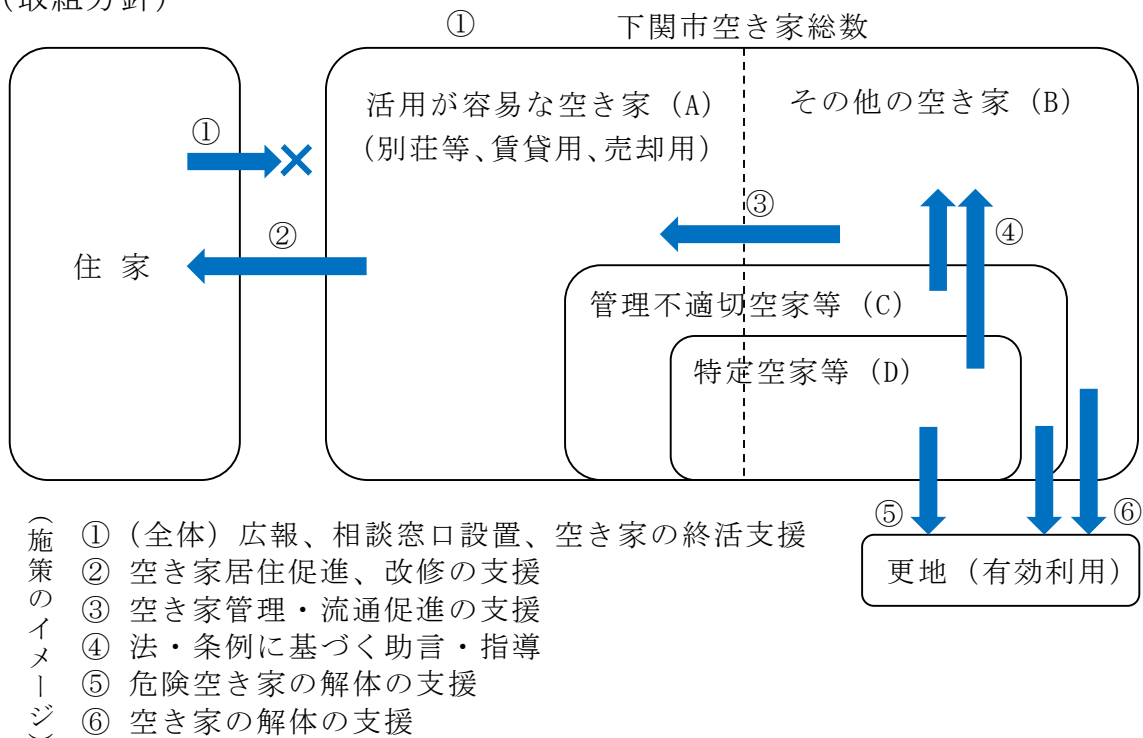 (取組方針)
① 下関市空き家総数
活用が容易な空き家 (A)
(別荘等、賃貸用、売却用)
その他の空き家 (B)
①
②
③
④
住 家
管理不適切空家等 (C)
特定空家等 (D)
⑤
⑥
更地 (有効利用)
(施策のイメージ)
① (全体) 広報、相談窓口設置、空き家の終活支援
② 空き家居住促進、改修の支援
③ 空き家管理・流通促進の支援
④ 法・条例に基づく助言・指導
⑤ 危険空き家の解体の支援
⑥ 空き家の解体の支援